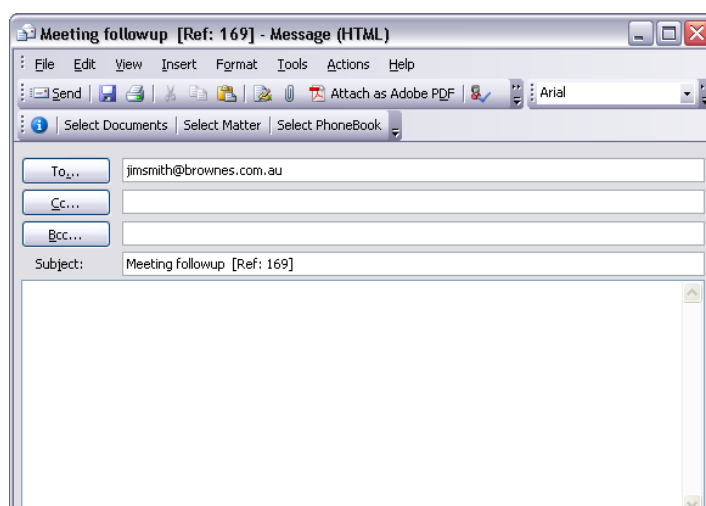 Meeting followup [Ref: 169] - Message (HTML)
File Edit View Insert Format Tools Actions Help
Send Attach as Adobe PDF Arial
Select Documents Select Matter Select PhoneBook
To... jimsmith@brownes.com.au
Cc...
Bcc...
Subject: Meeting followup [Ref: 169]